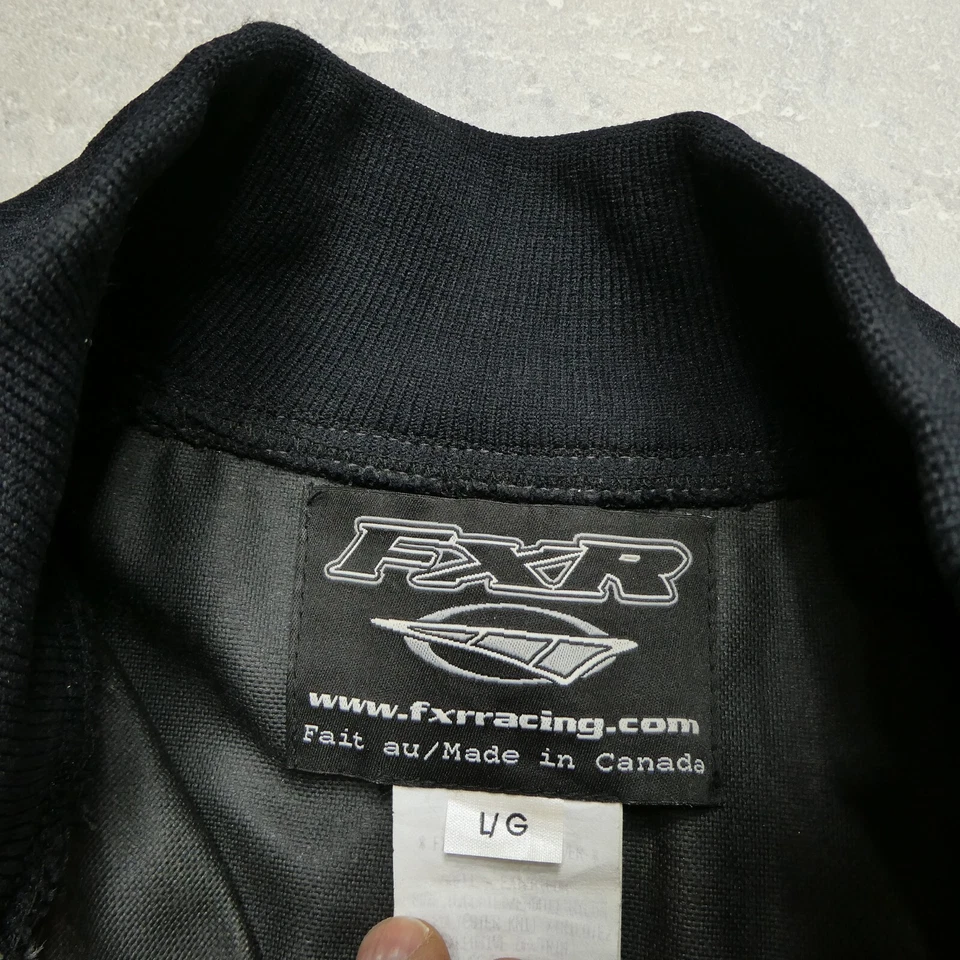 FXR
www.fxrracing.com
Fait au/Made in Canada
L/G